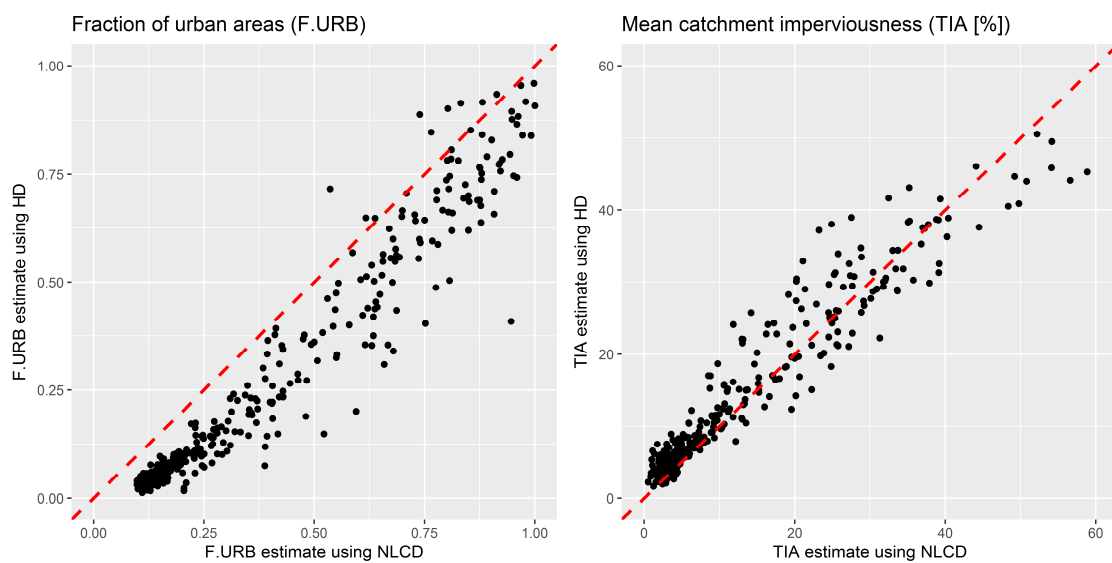 Fraction of urban areas (F.URB)
1.00
0.75
0.50
0.25
0.00
F.URB estimate using HD
0.00 0.25 0.50 0.75 1.00
F.URB estimate using NLCD
Mean catchment imperviousness (TIA [%])
60
40
20
0
TIA estimate using HD
0 20 40 60
TIA estimate using NLCD